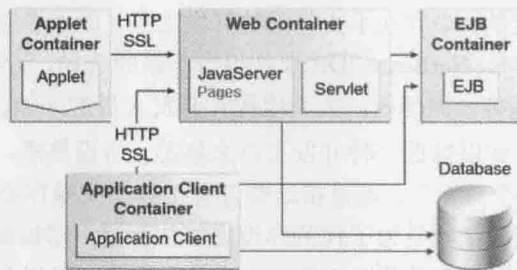 Applet
Container
Applet
HTTP
SSL
Web Container
JavaServer
Pages
Servlet
EJB
Container
EJB
HTTP
SSL
Application Client
Container
Application Client
Database